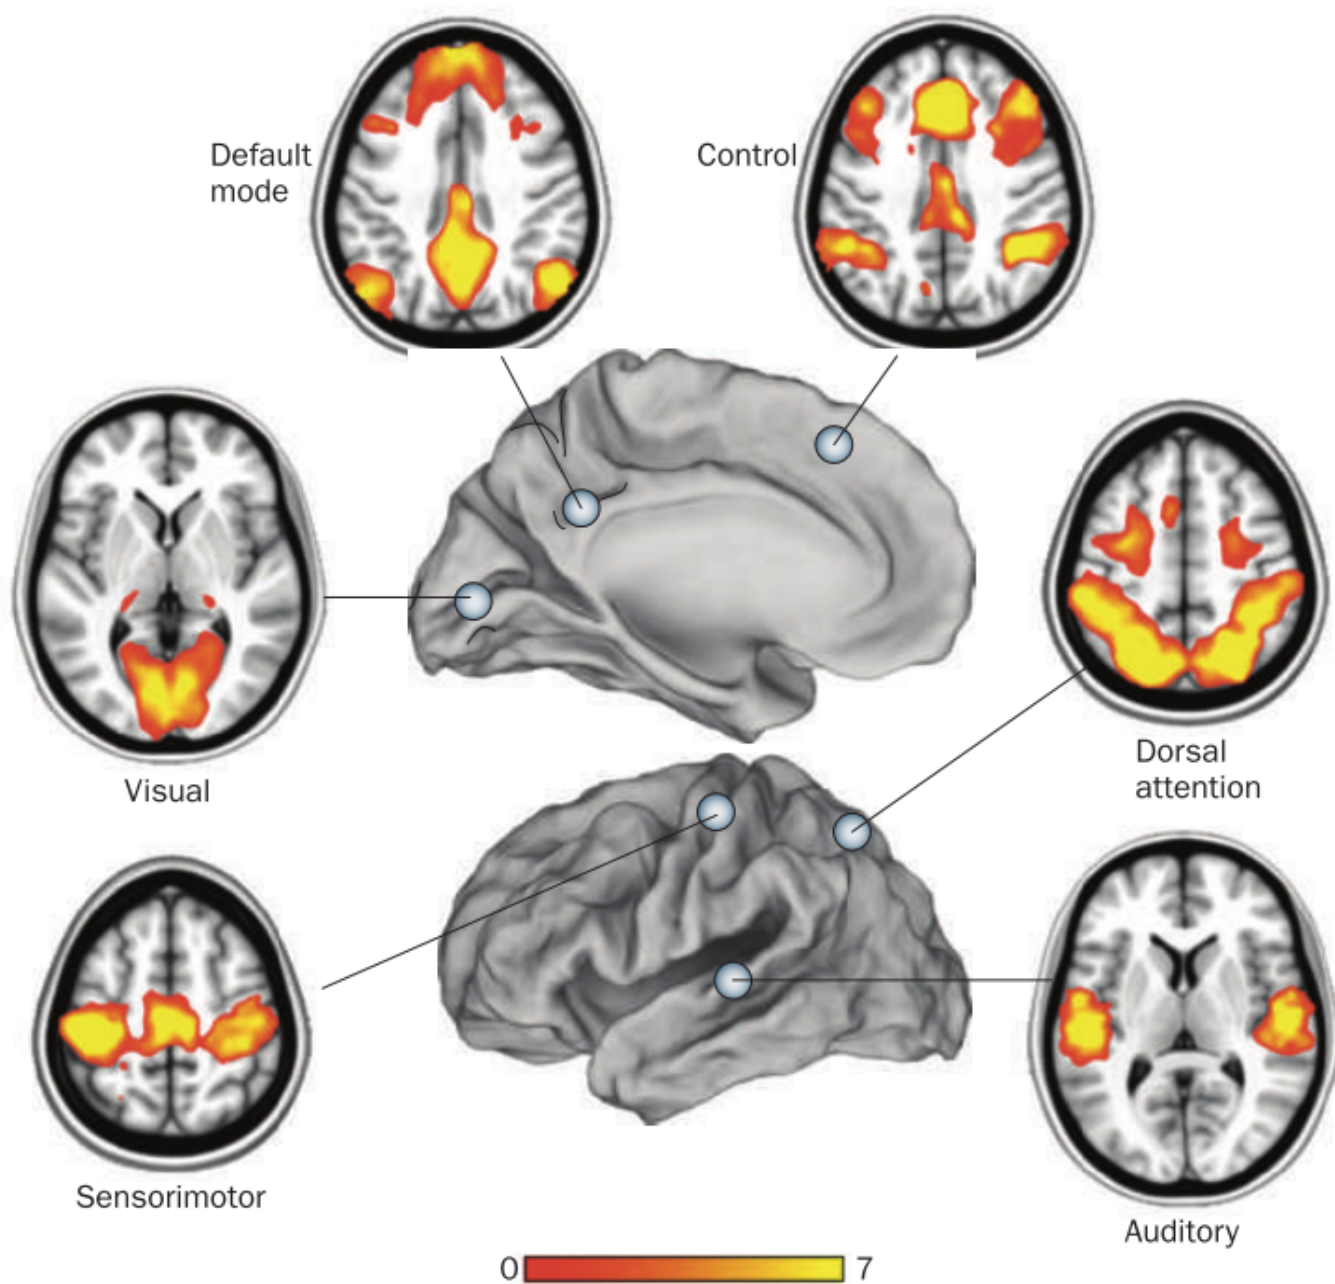 Default
mode
Control
Visual
Dorsal
attention
Sensorimotor
Auditory
0 7